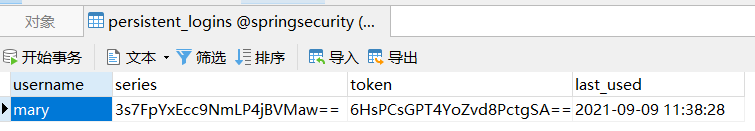 对象 persistent_logins @springsecurity (...
开始事务 文本 筛选 排序 导入 导出
username series token last_used
mary 3s7FpYxEcc9NmLP4jBVMaw== 6HsPCsGPT4YoZvd8PctgSA== 2021-09-09 11:38:28